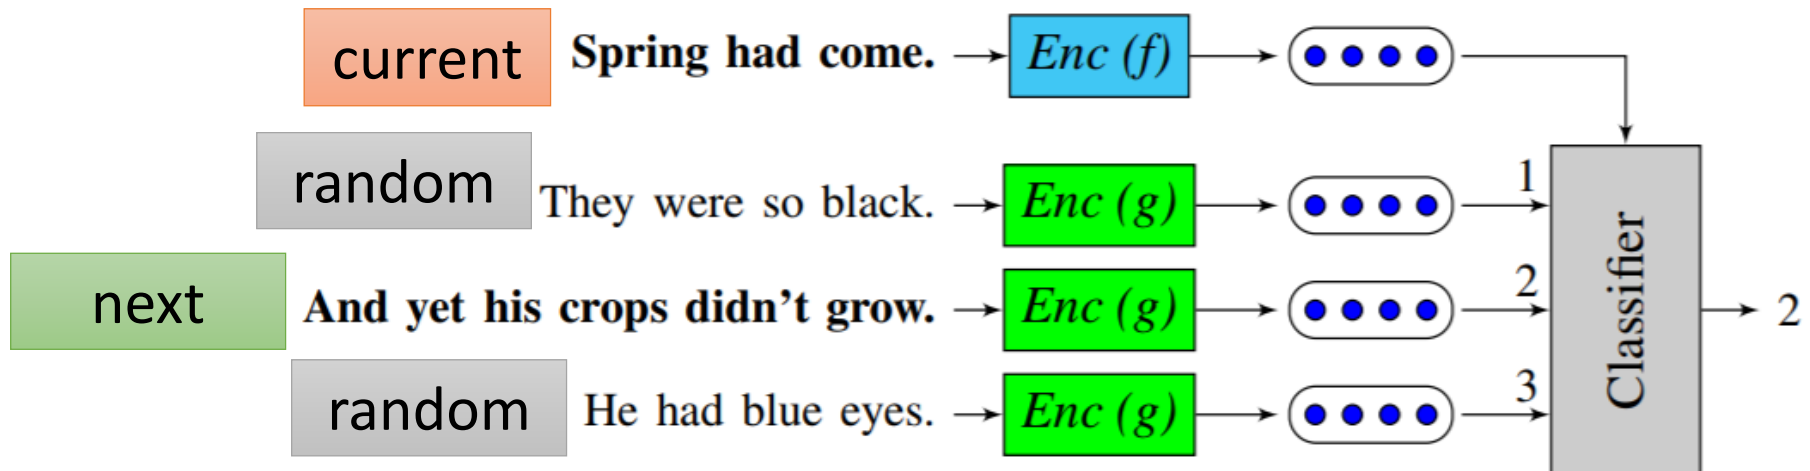 current Spring had come. Enc (f)
random They were so black. Enc (g) 1
next And yet his crops didn’t grow. Enc (g) 2 Classifier 2
random He had blue eyes. Enc (g) 3